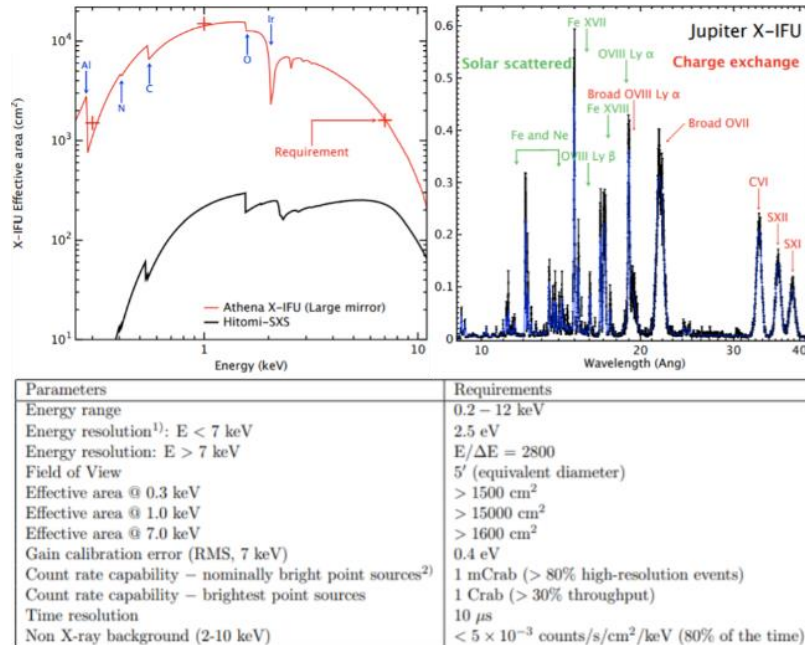 X-IFU Effective area (cm²)
10⁴
10³
10²
10¹
Al
N
C
O
Ir
Requirement
Athena X-IFU (Large mirror)
Hitomi-SXS
1
10
Energy (keV)
Jupiter X-IFU
Solar scattered
Charge exchange
Fe XVII
OVIII Ly α
Broad OVIII Ly α
Fe XVIII
Broad OVII
Fe and Ne
OVIII Ly β
CVI
SXII
SXI
0.6
0.5
0.4
0.3
0.2
0.1
0
10
20
30
40
Wavelength (Ang)
Parameters Requirements
Energy range 0.2 – 12 keV
Energy resolution¹⁾: E < 7 keV 2.5 eV
Energy resolution: E > 7 keV E/ΔE = 2800
Field of View 5′ (equivalent diameter)
Effective area @ 0.3 keV > 1500 cm²
Effective area @ 1.0 keV > 15000 cm²
Effective area @ 7.0 keV > 1600 cm²
Gain calibration error (RMS, 7 keV) 0.4 eV
Count rate capability – nominally bright point sources²⁾ 1 mCrab (> 80% high-resolution events)
Count rate capability – brightest point sources 1 Crab (> 30% throughput)
Time resolution 10 μs
Non X-ray background (2-10 keV) < 5 × 10⁻³ counts/s/cm²/keV (80% of the time)